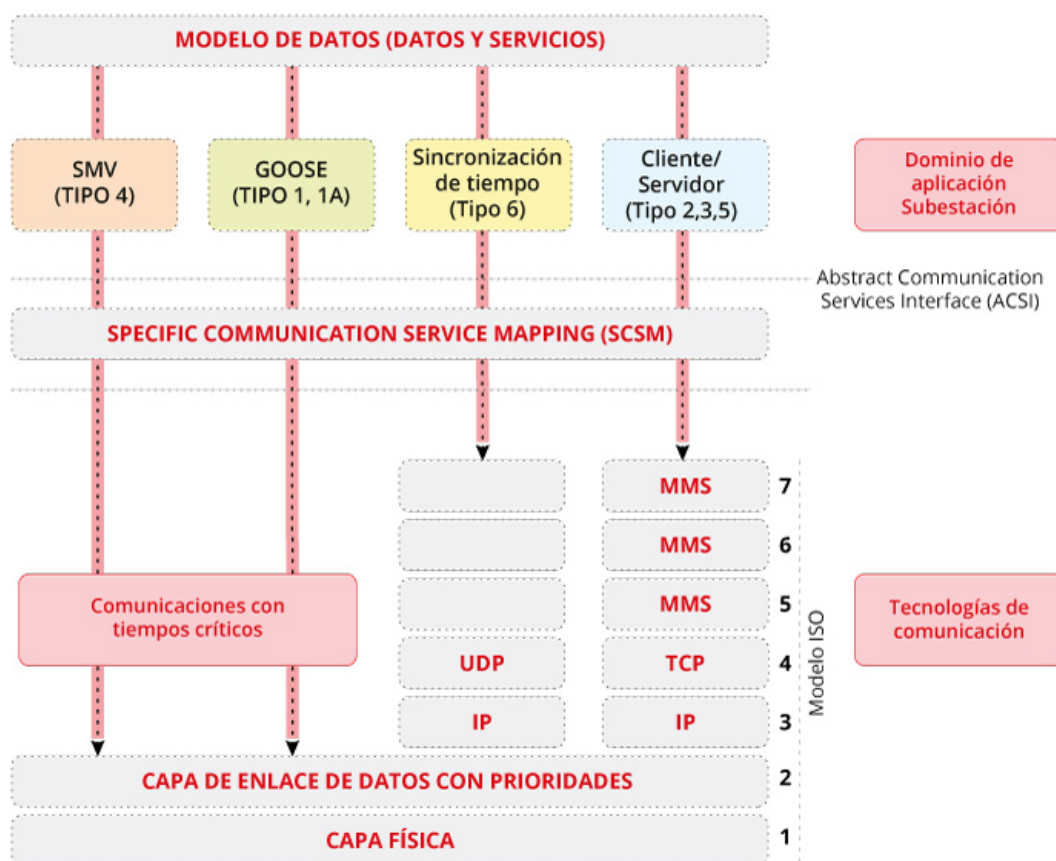 MODELO DE DATOS (DATOS Y SERVICIOS)
SMV
(TIPO 4)
GOOSE
(TIPO 1, 1A)
Sincronización
de tiempo
(Tipo 6)
Cliente/
Servidor
(Tipo 2,3,5)
Dominio de
aplicación
Subestación
Abstract Communication
Services Interface (ACSI)
SPECIFIC COMMUNICATION SERVICE MAPPING (SCSM)
MMS
7
MMS
6
MMS
5
Comunicaciones con
tiempos críticos
UDP
TCP
4
IP
IP
3
Modelo ISO
Tecnologías de
comunicación
CAPA DE ENLACE DE DATOS CON PRIORIDADES
2
CAPA FÍSICA
1